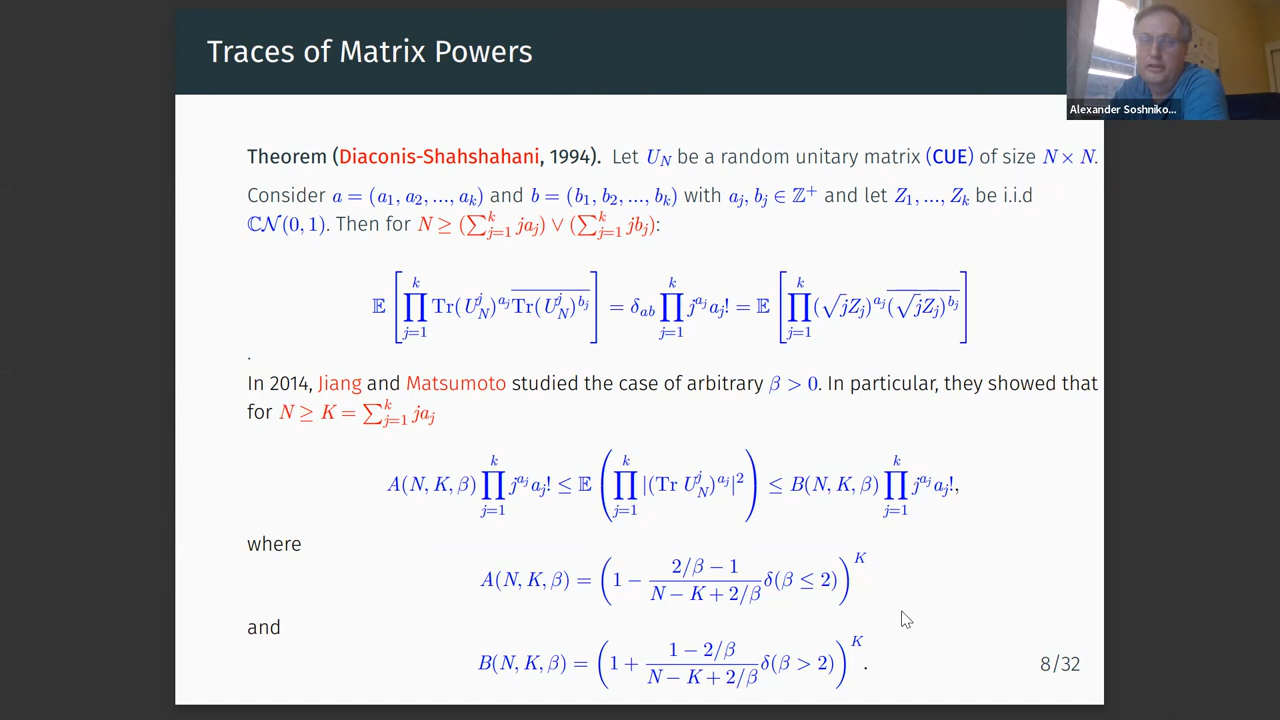 Traces of Matrix Powers
Alexander Soshniko...
Theorem (Diaconis-Shahshahani, 1994). Let U_N be a random unitary matrix (CUE) of size N × N.
Consider a = (a_1, a_2, ..., a_k) and b = (b_1, b_2, ..., b_k) with a_j, b_j ∈ ℤ^+ and let Z_1, ..., Z_k be i.i.d
ℂ𝒩(0, 1). Then for N ≥ (∑_{j=1}^k ja_j) ∨ (∑_{j=1}^k jb_j):
𝔼 [∏_{j=1}^k Tr(U_N^j)^{a_j} \overline{Tr(U_N^j)^{b_j}}] = δ_{ab} ∏_{j=1}^k j^{a_j} a_j! = 𝔼 [∏_{j=1}^k (√j Z_j)^{a_j} \overline{(√j Z_j)^{b_j}}]
.
In 2014, Jiang and Matsumoto studied the case of arbitrary β > 0. In particular, they showed that
for N ≥ K = ∑_{j=1}^k ja_j
A(N, K, β) ∏_{j=1}^k j^{a_j} a_j! ≤ 𝔼 (∏_{j=1}^k |(Tr U_N^j)^{a_j}|^2) ≤ B(N, K, β) ∏_{j=1}^k j^{a_j} a_j!,
where
A(N, K, β) = (1 − \frac{2/β − 1}{N − K + 2/β} δ(β ≤ 2))^K
and
B(N, K, β) = (1 + \frac{1 − 2/β}{N − K + 2/β} δ(β > 2))^K.
8/32